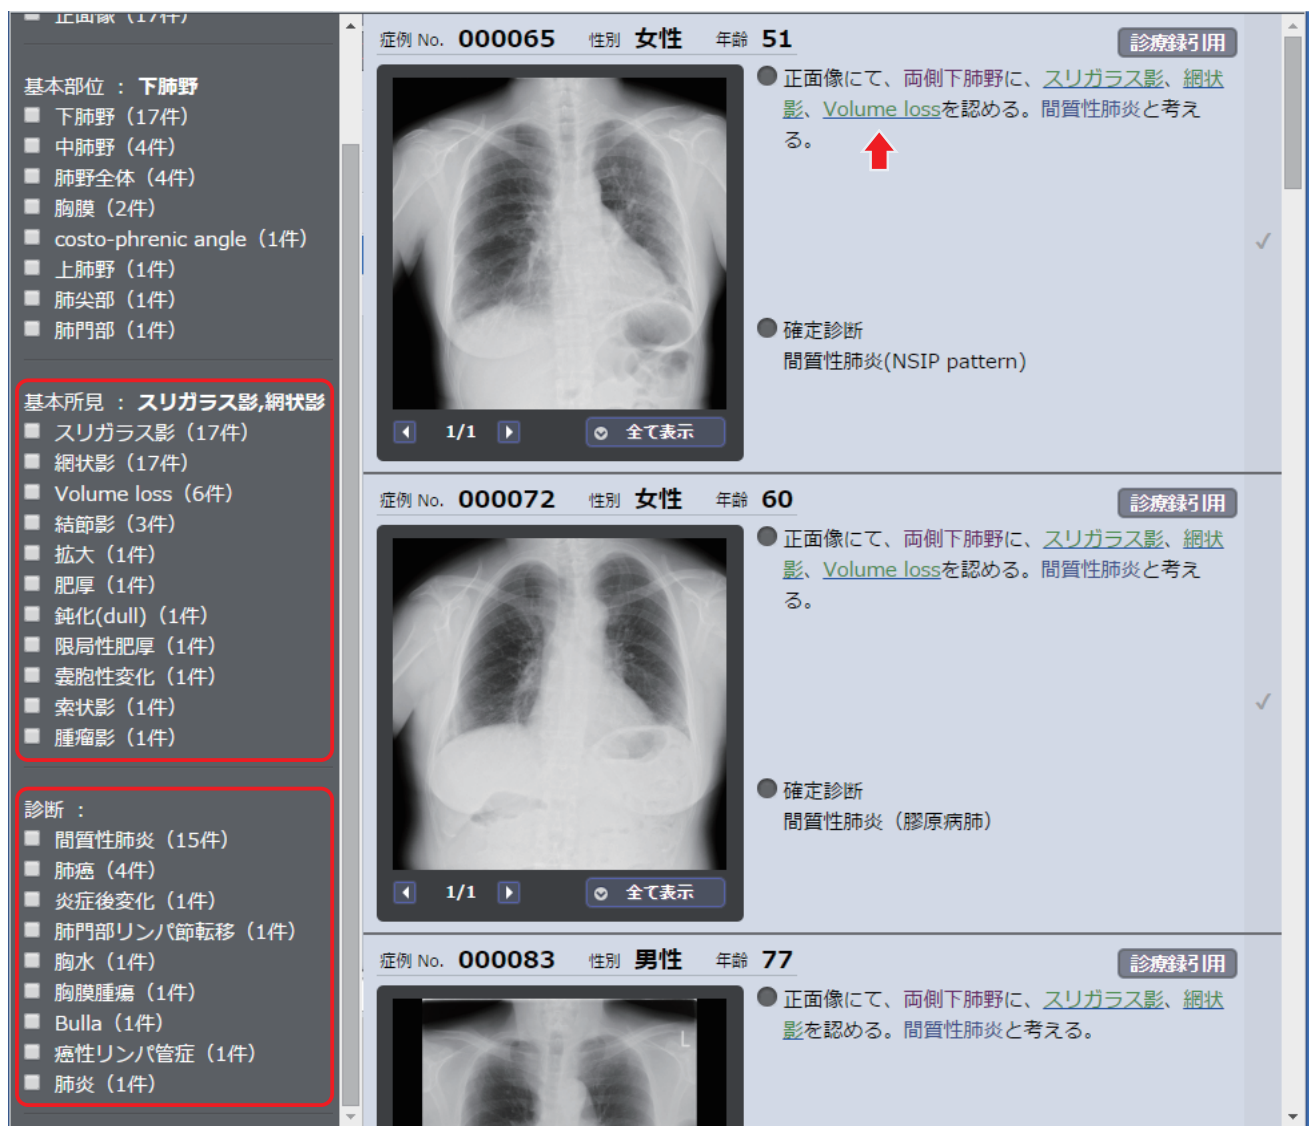 正面像（17件）
基本部位 ： 下肺野
下肺野（17件）
中肺野（4件）
肺野全体（4件）
胸膜（2件）
costo-phrenic angle（1件）
上肺野（1件）
肺尖部（1件）
肺門部（1件）
基本所見 ： スリガラス影,網状影
スリガラス影（17件）
網状影（17件）
Volume loss（6件）
結節影（3件）
拡大（1件）
肥厚（1件）
鈍化(dull)（1件）
限局性肥厚（1件）
嚢胞性変化（1件）
索状影（1件）
腫瘤影（1件）
診断 ：
間質性肺炎（15件）
肺癌（4件）
炎症後変化（1件）
肺門部リンパ節転移（1件）
胸水（1件）
胸膜腫瘍（1件）
Bulla（1件）
癌性リンパ管症（1件）
肺炎（1件）
症例 No. 000065 性別 女性 年齢 51
診療録引用
正面像にて、両側下肺野に、スリガラス影、網状
影、Volume lossを認める。間質性肺炎と考え
る。
確定診断
間質性肺炎(NSIP pattern)
1/1 全て表示
症例 No. 000072 性別 女性 年齢 60
診療録引用
正面像にて、両側下肺野に、スリガラス影、網状
影、Volume lossを認める。間質性肺炎と考え
る。
確定診断
間質性肺炎（膠原病肺）
1/1 全て表示
症例 No. 000083 性別 男性 年齢 77
診療録引用
正面像にて、両側下肺野に、スリガラス影、網状
影を認める。間質性肺炎と考える。
L